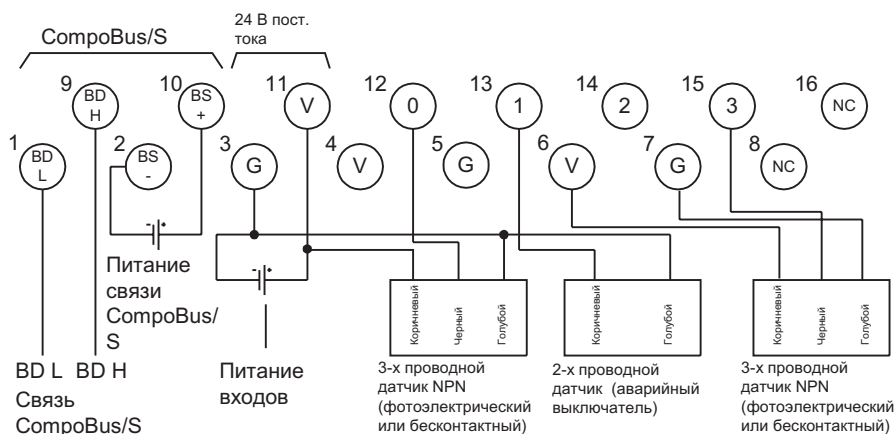 24 В пост.
тока
CompoBus/S
9 BD H
10 BS +
11 V
12 0
13 1
14 2
15 3
16 NC
1 BD L
2 BS -
3 G
4 V
5 G
6 V
7 G
8 NC
- +
Питание
связи
CompoBus/
S
- +
Питание
входов
BD L BD H
Связь
CompoBus/S
Коричневый
Черный
Голубой
3-х проводной
датчик NPN
(фотоэлектрический
или бесконтактный)
Коричневый
Голубой
2-х проводной
датчик (аварийный
выключатель)
Коричневый
Черный
Голубой
3-х проводной
датчик NPN
(фотоэлектрический
или бесконтактный)